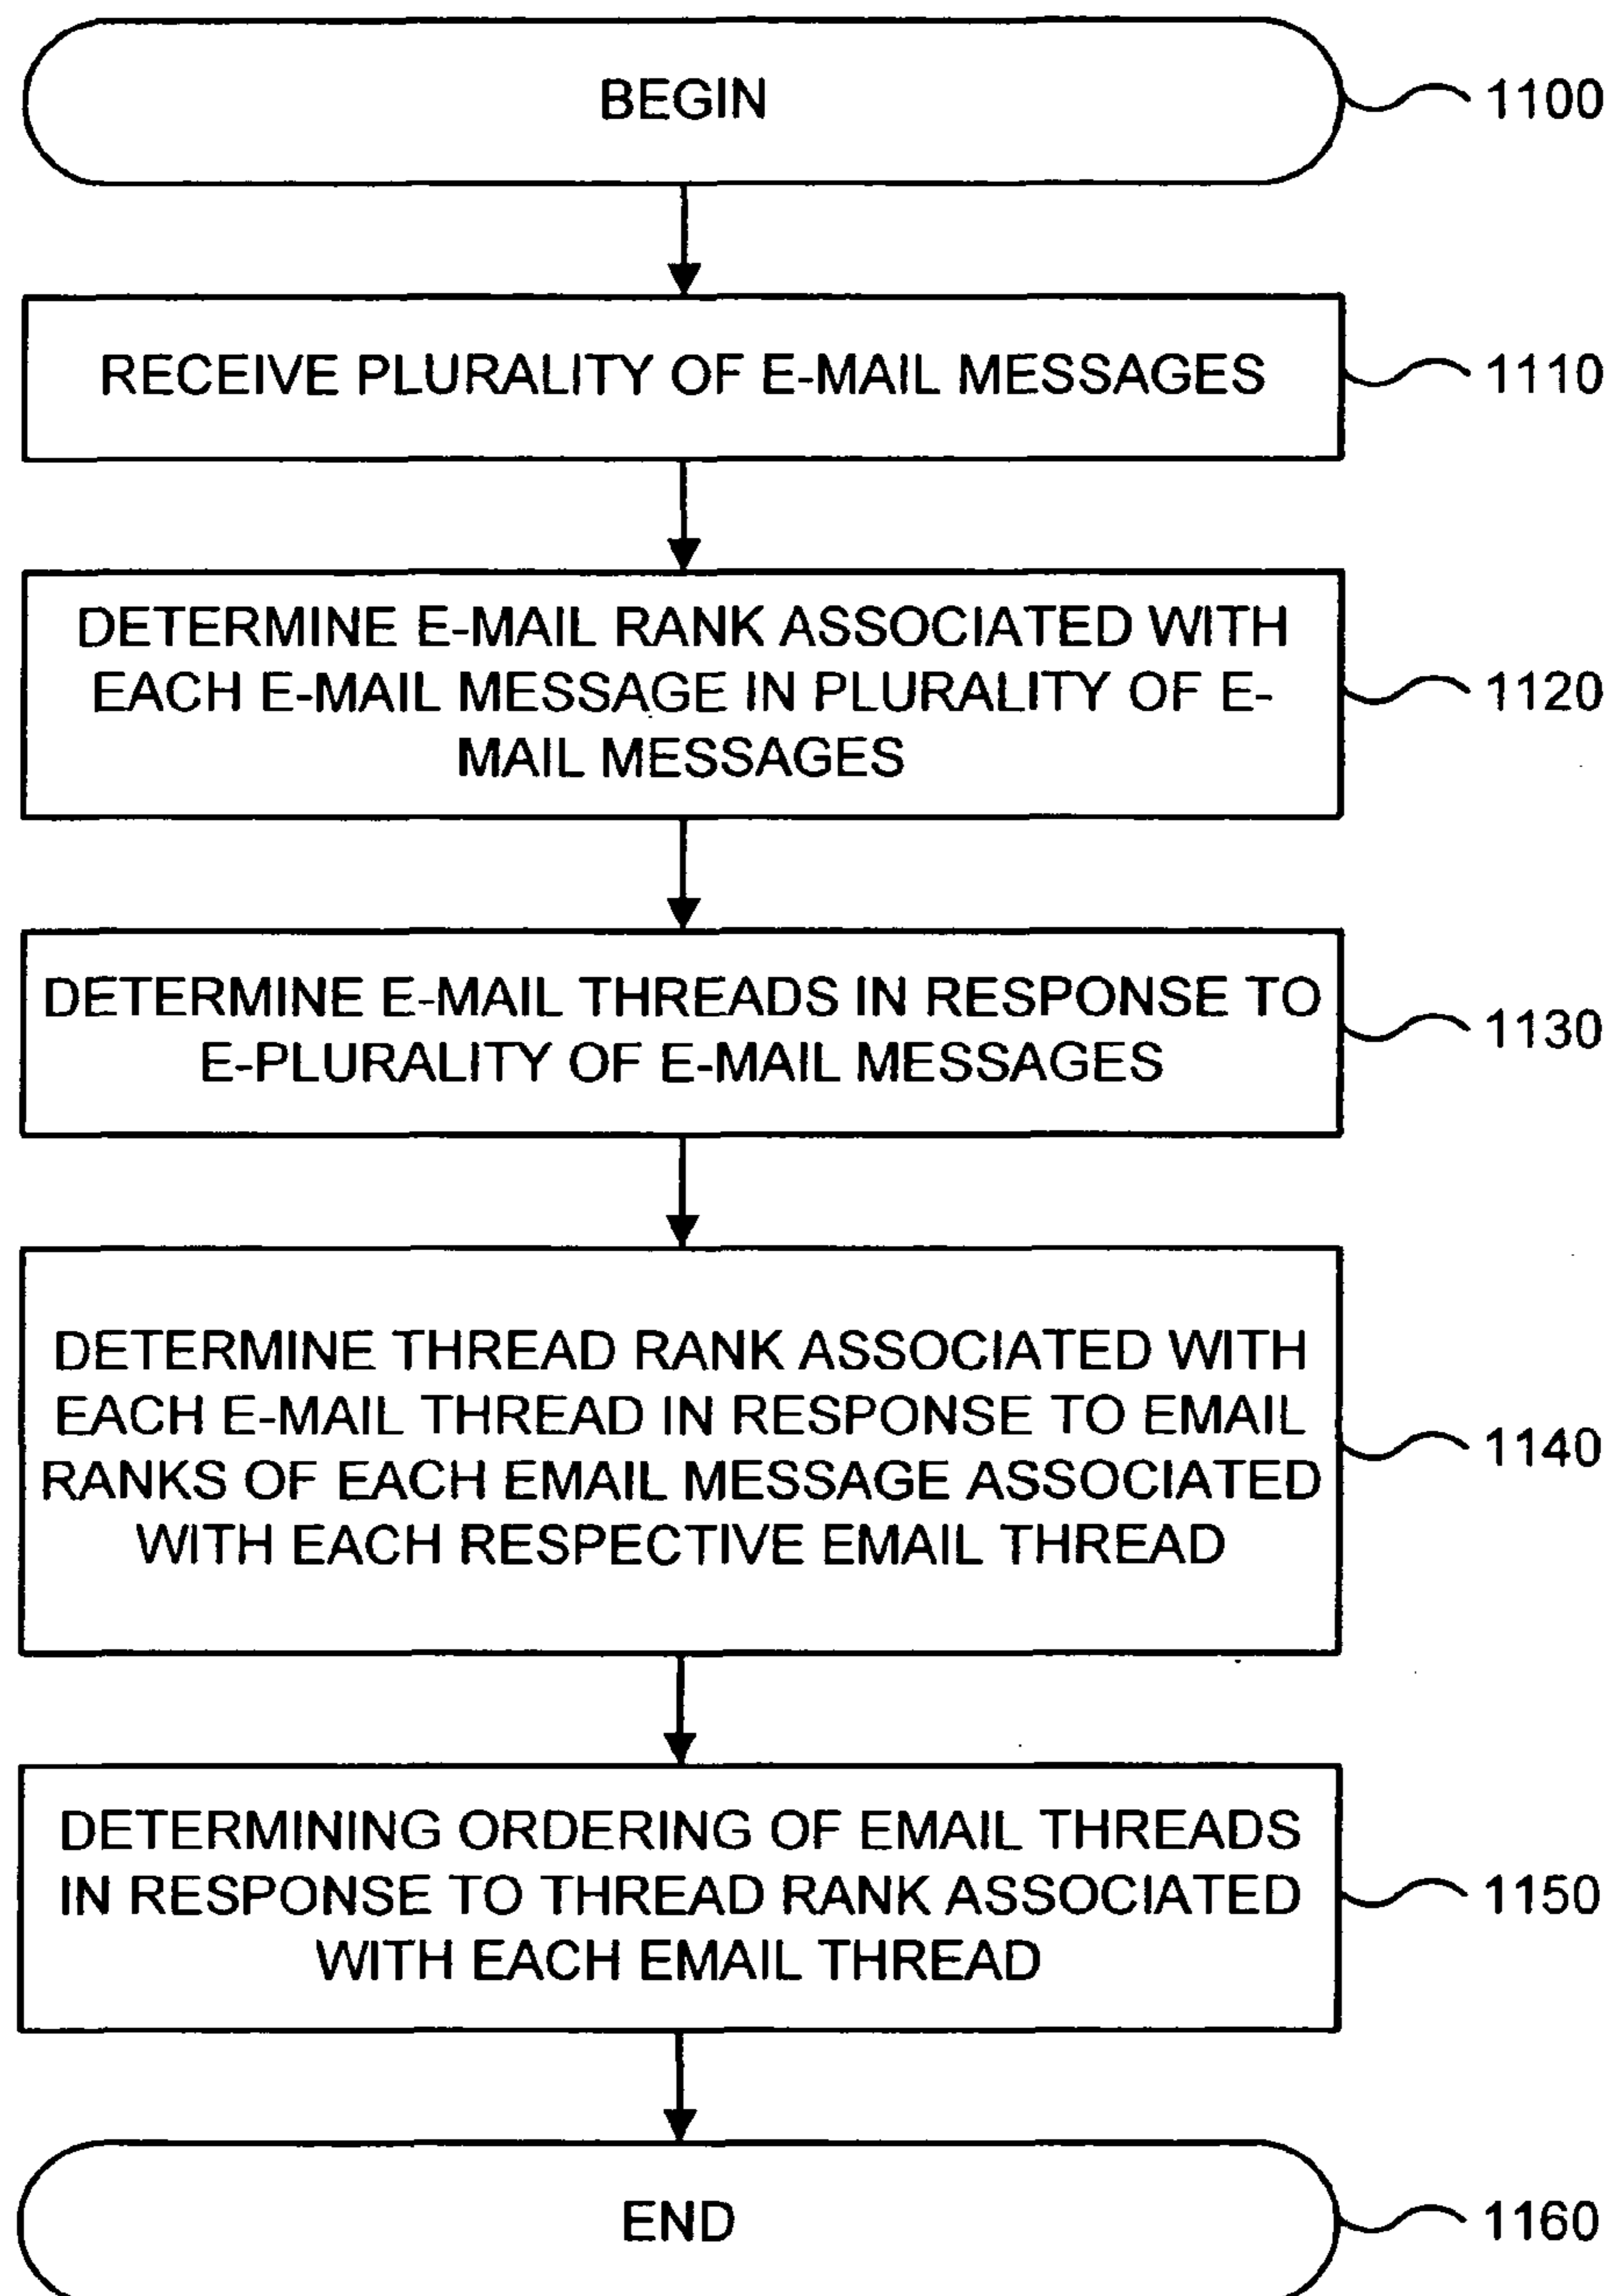 BEGIN
1100
RECEIVE PLURALITY OF E-MAIL MESSAGES
1110
DETERMINE E-MAIL RANK ASSOCIATED WITH
EACH E-MAIL MESSAGE IN PLURALITY OF E-
MAIL MESSAGES
1120
DETERMINE E-MAIL THREADS IN RESPONSE TO
E-PLURALITY OF E-MAIL MESSAGES
1130
DETERMINE THREAD RANK ASSOCIATED WITH
EACH E-MAIL THREAD IN RESPONSE TO EMAIL
RANKS OF EACH EMAIL MESSAGE ASSOCIATED
WITH EACH RESPECTIVE EMAIL THREAD
1140
DETERMINING ORDERING OF EMAIL THREADS
IN RESPONSE TO THREAD RANK ASSOCIATED
WITH EACH EMAIL THREAD
1150
END
1160